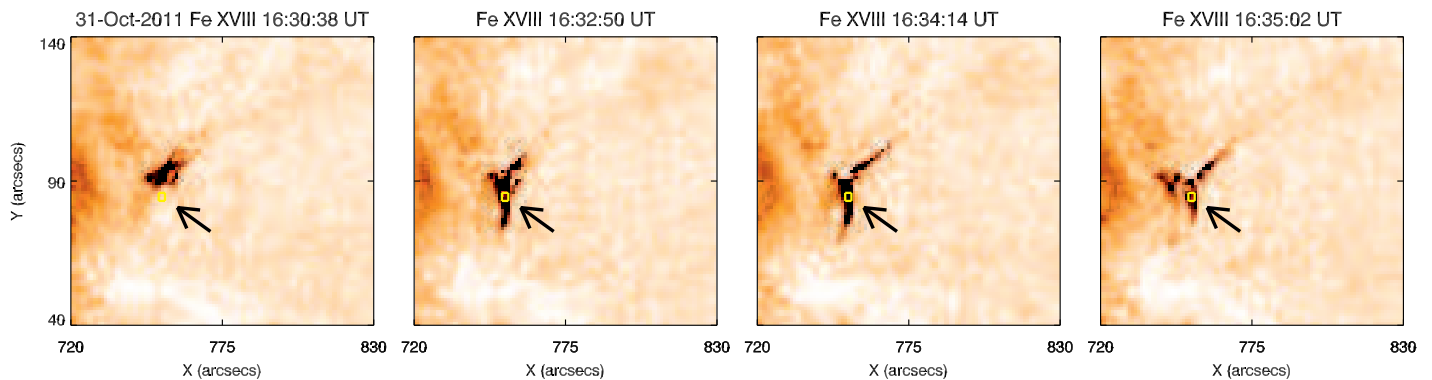 31-Oct-2011 Fe XVIII 16:30:38 UT
Fe XVIII 16:32:50 UT
Fe XVIII 16:34:14 UT
Fe XVIII 16:35:02 UT
140
90
40
Y (arcsecs)
720 775 830
720 775 830
720 775 830
720 775 830
X (arcsecs)
X (arcsecs)
X (arcsecs)
X (arcsecs)